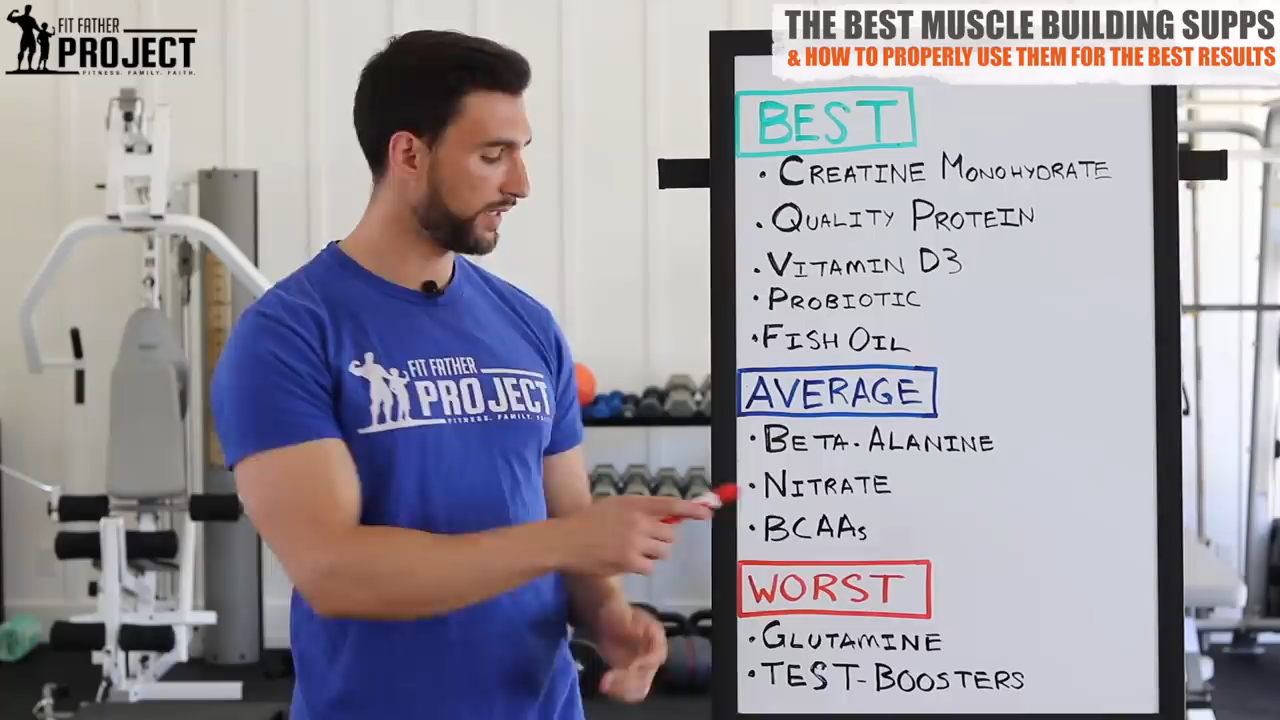 FIT FATHER
PROJECT
FITNESS. FAMILY. FAITH.
THE BEST MUSCLE BUILDING SUPPS
& HOW TO PROPERLY USE THEM FOR THE BEST RESULTS
BEST
• CREATINE MONOHYDRATE
• QUALITY PROTEIN
• VITAMIN D3
• PROBIOTIC
• FISH OIL
AVERAGE
• BETA-ALANINE
• NITRATE
• BCAAs
WORST
• GLUTAMINE
• TEST-BOOSTERS
FIT FATHER
PROJECT
FITNESS. FAMILY.